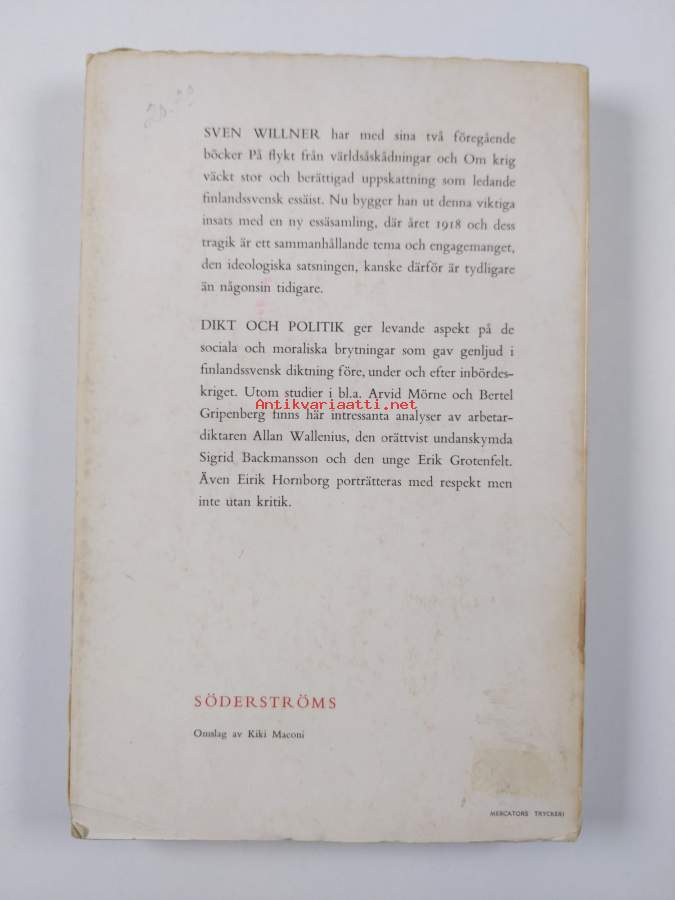 SVEN WILLNER har med sina två föregående
böcker På flykt från världsåskådningar och Om krig
väckt stor och berättigad uppskattning som ledande
finlandssvensk essäist. Nu bygger han ut denna viktiga
insats med en ny essäsamling, där året 1918 och dess
tragik är ett sammanhållande tema och engagemanget,
den ideologiska satsningen, kanske därför är tydligare
än någonsin tidigare.
DIKT OCH POLITIK ger levande aspekt på de
sociala och moraliska brytningar som gav genljud i
finlandssvensk diktning före, under och efter inbördes-
kriget. Utom studier i bl.a. Arvid Mörne och Bertel
Antikvariaatti.net
Gripenberg finns här intressanta analyser av arbetar-
diktaren Allan Wallenius, den orättvist undanskymda
Sigrid Backmansson och den unge Erik Grotenfelt.
Även Eirik Hornborg porträtteras med respekt men
inte utan kritik.
SÖDERSTRÖMS
Omslag av Kiki Maconi
MERCATORS TRYCKERI